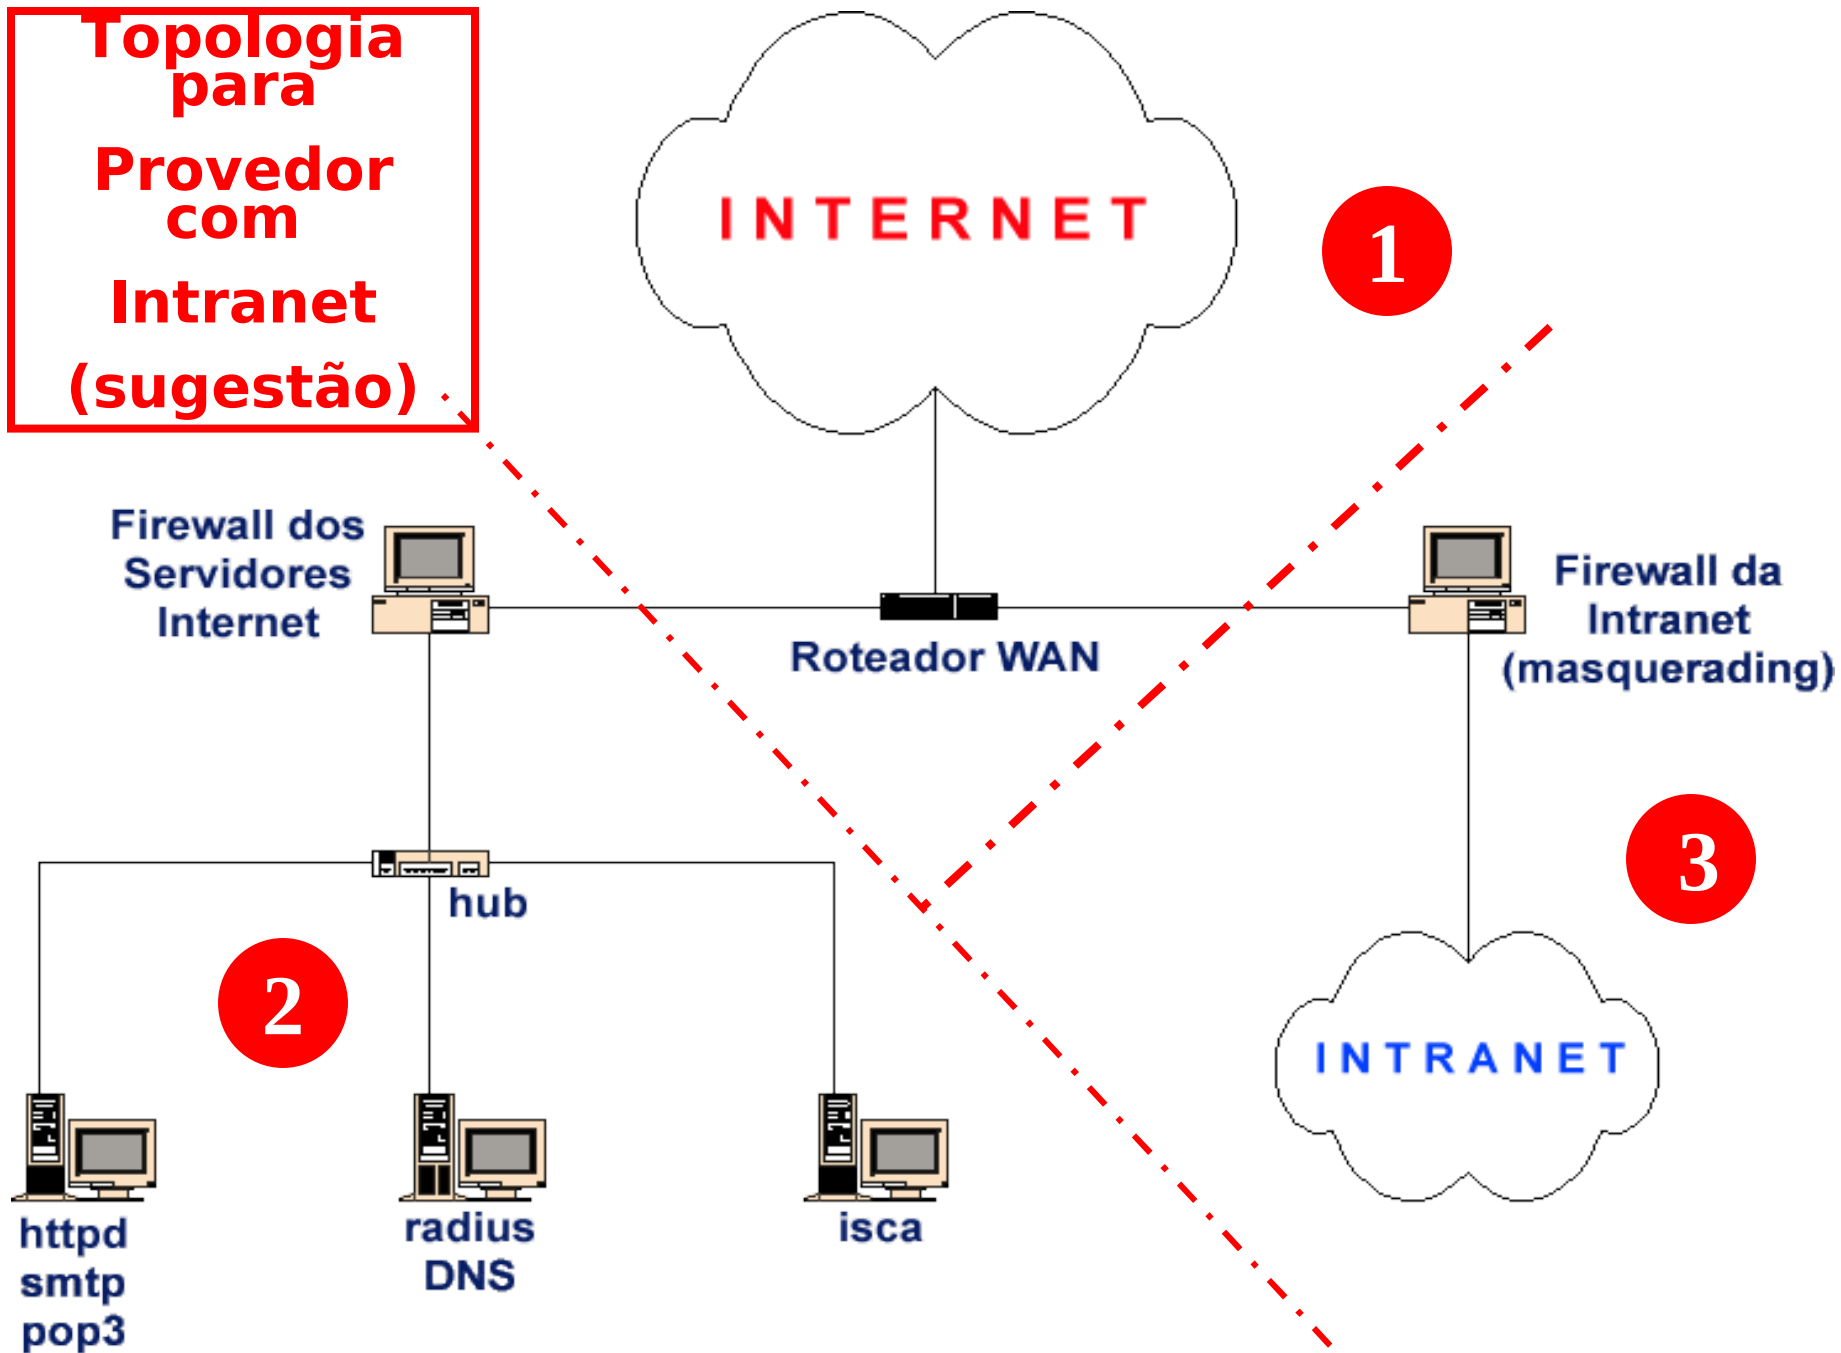 Topologia
para
Provedor
com
Intranet
(sugestão)
INTERNET
1
Firewall dos
Servidores
Internet
Roteador WAN
Firewall da
Intranet
(masquerading)
hub
2
3
INTRANET
httpd
smtp
pop3
radius
DNS
isca